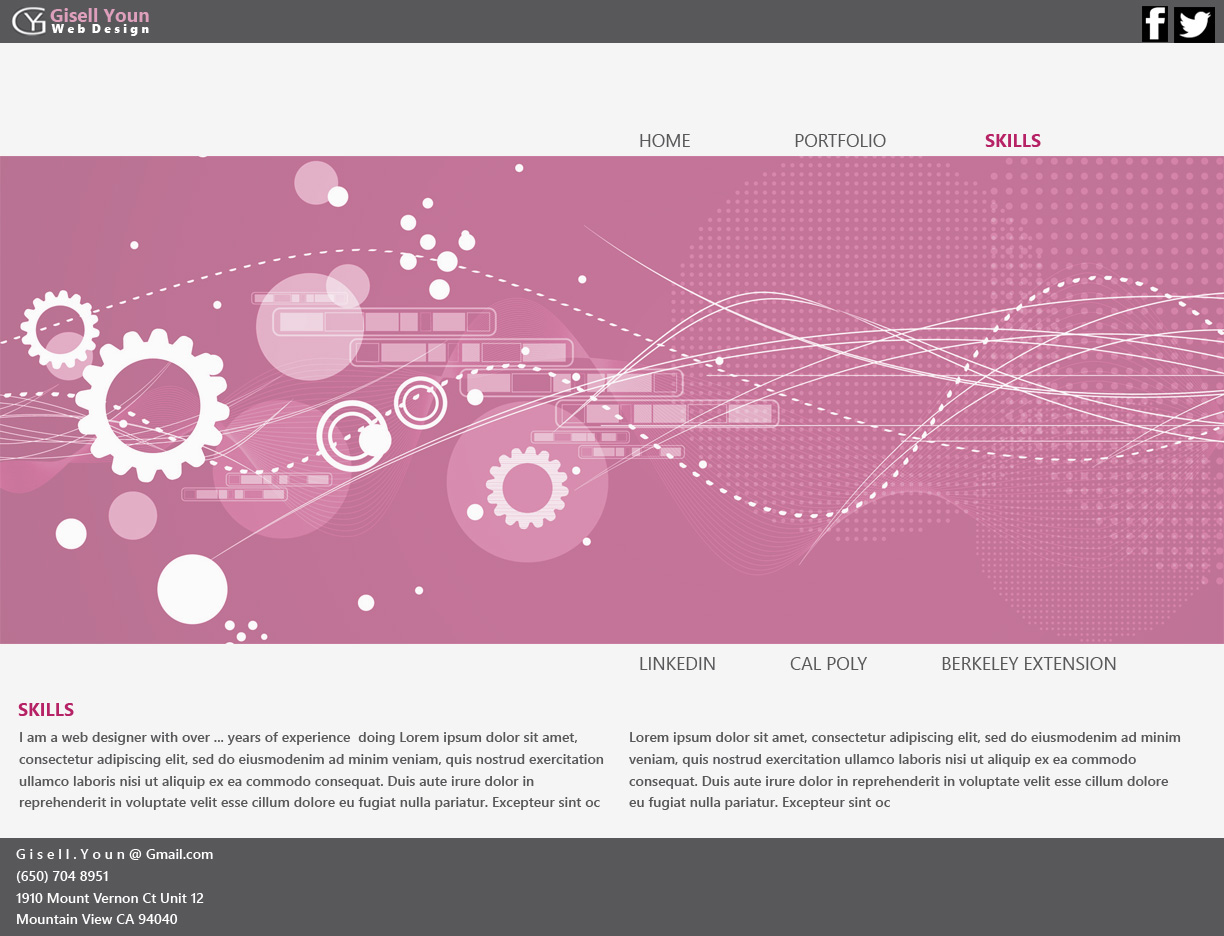 GY Gisell Youn
Web Design
f
HOME PORTFOLIO SKILLS
LINKEDIN CAL POLY BERKELEY EXTENSION
SKILLS
I am a web designer with over ... years of experience  doing Lorem ipsum dolor sit amet,
consectetur adipiscing elit, sed do eiusmodenim ad minim veniam, quis nostrud exercitation
ullamco laboris nisi ut aliquip ex ea commodo consequat. Duis aute irure dolor in
reprehenderit in voluptate velit esse cillum dolore eu fugiat nulla pariatur. Excepteur sint oc
Lorem ipsum dolor sit amet, consectetur adipiscing elit, sed do eiusmodenim ad minim
veniam, quis nostrud exercitation ullamco laboris nisi ut aliquip ex ea commodo
consequat. Duis aute irure dolor in reprehenderit in voluptate velit esse cillum dolore
eu fugiat nulla pariatur. Excepteur sint oc
G i s e l l . Y o u n @ Gmail.com
(650) 704 8951
1910 Mount Vernon Ct Unit 12
Mountain View CA 94040